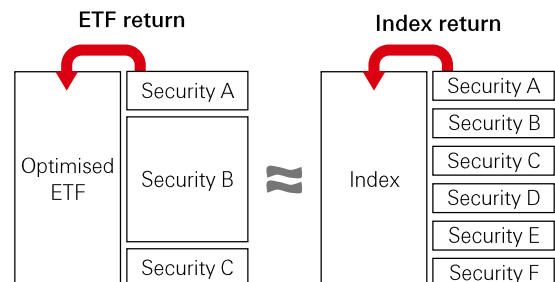 ETF return
Optimised
ETF
Security A
Security B
Security C
≈
Index return
Index
Security A
Security B
Security C
Security D
Security E
Security F